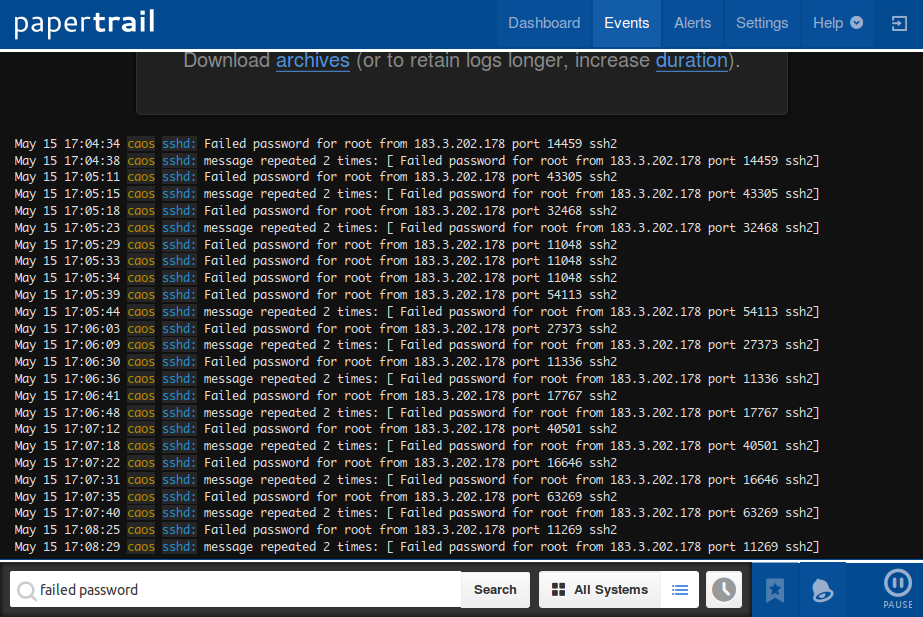 papertrail
Dashboard Events Alerts Settings Help
Download archives (or to retain logs longer, increase duration).
May 15 17:04:34 caos sshd: Failed password for root from 183.3.202.178 port 14459 ssh2
May 15 17:04:38 caos sshd: message repeated 2 times: [ Failed password for root from 183.3.202.178 port 14459 ssh2]
May 15 17:05:11 caos sshd: Failed password for root from 183.3.202.178 port 43305 ssh2
May 15 17:05:15 caos sshd: message repeated 2 times: [ Failed password for root from 183.3.202.178 port 43305 ssh2]
May 15 17:05:18 caos sshd: Failed password for root from 183.3.202.178 port 32468 ssh2
May 15 17:05:23 caos sshd: message repeated 2 times: [ Failed password for root from 183.3.202.178 port 32468 ssh2]
May 15 17:05:29 caos sshd: Failed password for root from 183.3.202.178 port 11048 ssh2
May 15 17:05:33 caos sshd: Failed password for root from 183.3.202.178 port 11048 ssh2
May 15 17:05:34 caos sshd: Failed password for root from 183.3.202.178 port 11048 ssh2
May 15 17:05:39 caos sshd: Failed password for root from 183.3.202.178 port 54113 ssh2
May 15 17:05:44 caos sshd: message repeated 2 times: [ Failed password for root from 183.3.202.178 port 54113 ssh2]
May 15 17:06:03 caos sshd: Failed password for root from 183.3.202.178 port 27373 ssh2
May 15 17:06:09 caos sshd: message repeated 2 times: [ Failed password for root from 183.3.202.178 port 27373 ssh2]
May 15 17:06:30 caos sshd: Failed password for root from 183.3.202.178 port 11336 ssh2
May 15 17:06:36 caos sshd: message repeated 2 times: [ Failed password for root from 183.3.202.178 port 11336 ssh2]
May 15 17:06:41 caos sshd: Failed password for root from 183.3.202.178 port 17767 ssh2
May 15 17:06:48 caos sshd: message repeated 2 times: [ Failed password for root from 183.3.202.178 port 17767 ssh2]
May 15 17:07:12 caos sshd: Failed password for root from 183.3.202.178 port 40501 ssh2
May 15 17:07:18 caos sshd: message repeated 2 times: [ Failed password for root from 183.3.202.178 port 40501 ssh2]
May 15 17:07:22 caos sshd: Failed password for root from 183.3.202.178 port 16646 ssh2
May 15 17:07:31 caos sshd: message repeated 2 times: [ Failed password for root from 183.3.202.178 port 16646 ssh2]
May 15 17:07:35 caos sshd: Failed password for root from 183.3.202.178 port 63269 ssh2
May 15 17:07:40 caos sshd: message repeated 2 times: [ Failed password for root from 183.3.202.178 port 63269 ssh2]
May 15 17:08:25 caos sshd: Failed password for root from 183.3.202.178 port 11269 ssh2
May 15 17:08:29 caos sshd: message repeated 2 times: [ Failed password for root from 183.3.202.178 port 11269 ssh2]
failed password Search All Systems
PAUSE